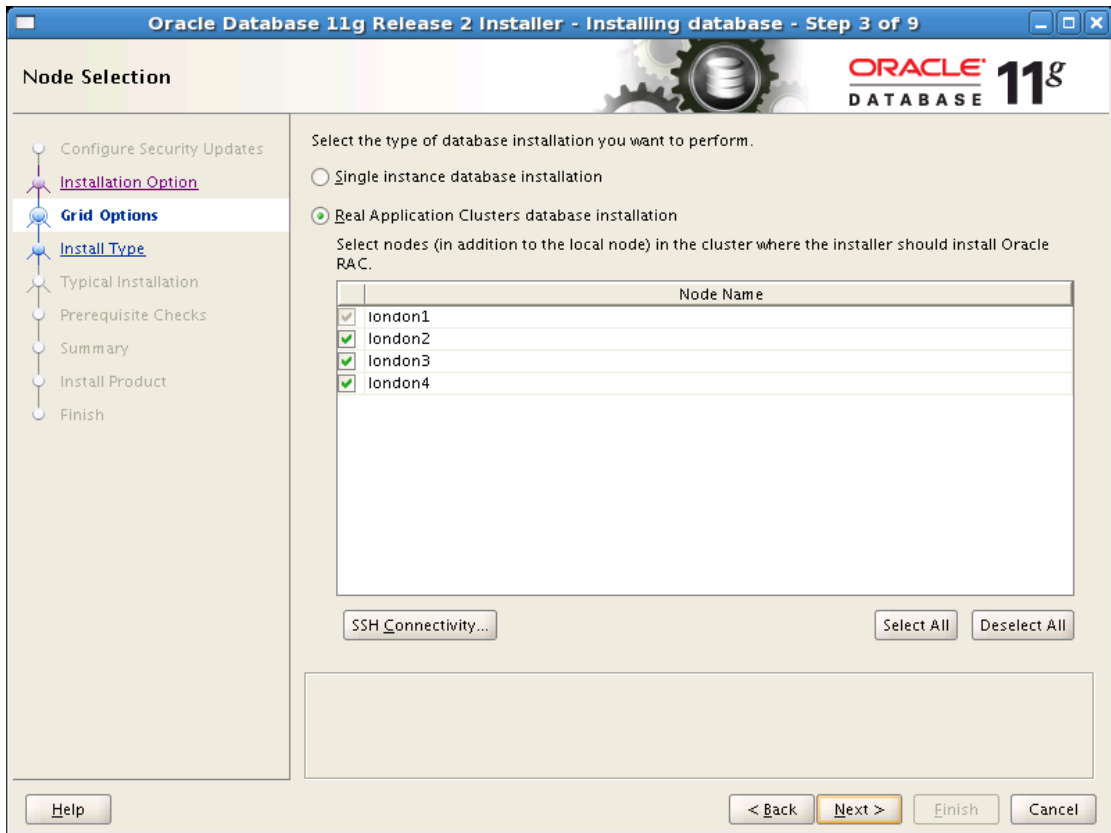 Oracle Database 11g Release 2 Installer - Installing database - Step 3 of 9
Node Selection
ORACLE
DATABASE
11g
Configure Security Updates
Installation Option
Grid Options
Install Type
Typical Installation
Prerequisite Checks
Summary
Install Product
Finish
Select the type of database installation you want to perform.
Single instance database installation
Real Application Clusters database installation
Select nodes (in addition to the local node) in the cluster where the installer should install Oracle
RAC.
Node Name
london1
london2
london3
london4
SSH Connectivity...
Select All
Deselect All
Help
< Back
Next >
Finish
Cancel